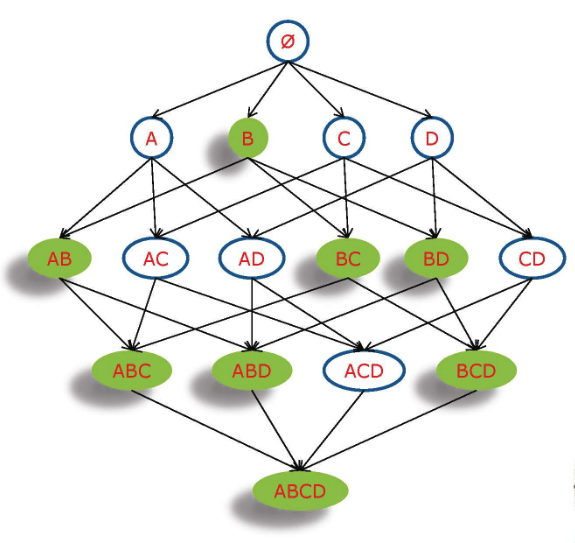 Ø
A B C D
AB AC AD BC BD CD
ABC ABD ACD BCD
ABCD